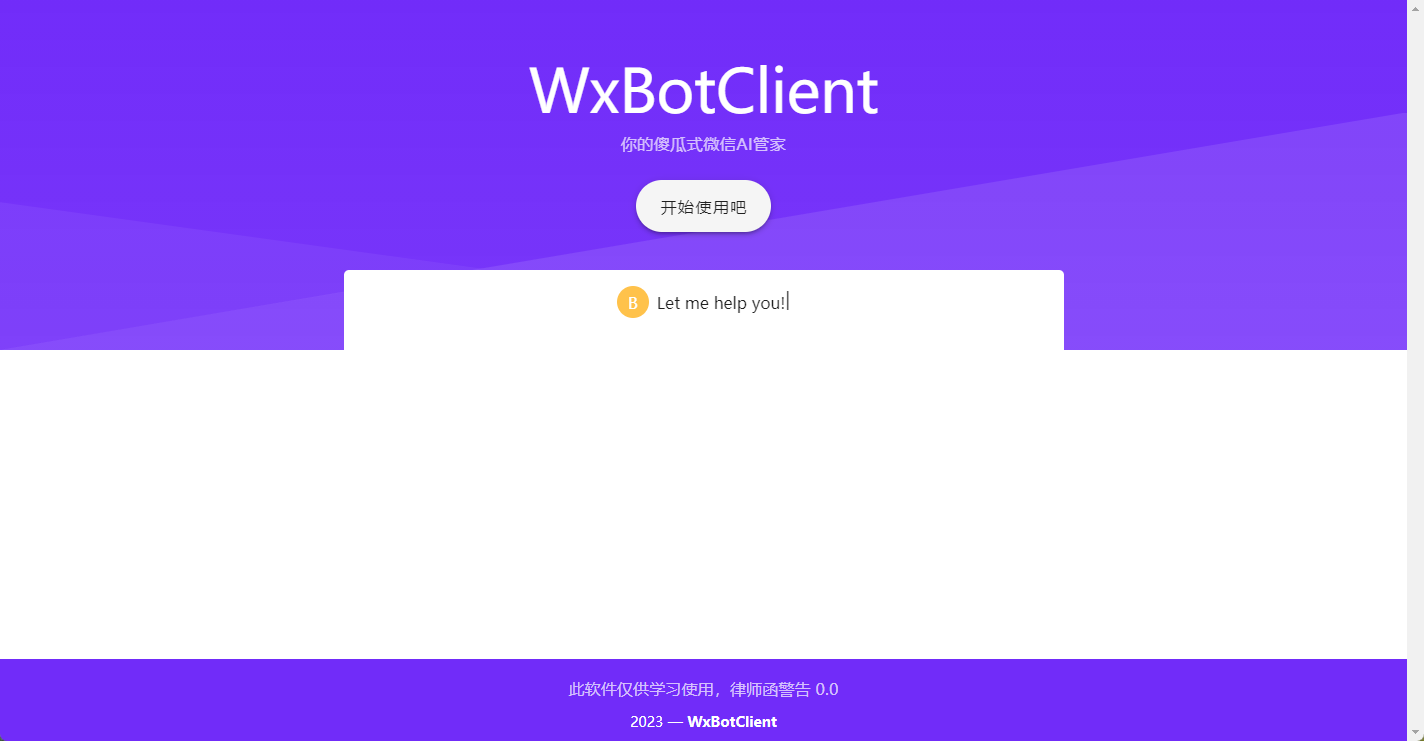 WxBotClient
你的傻瓜式微信AI管家
开始使用吧
B Let me help you!
此软件仅供学习使用，律师函警告 0.0
2023 — WxBotClient